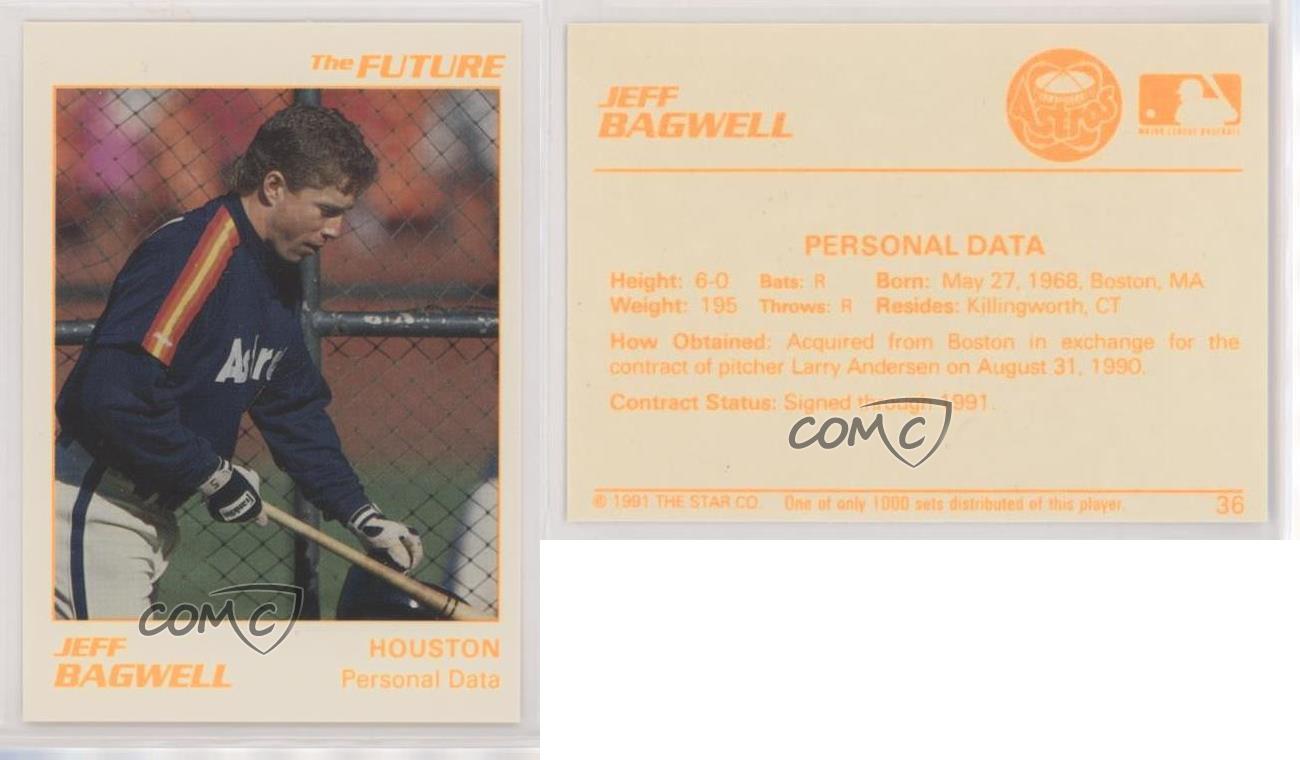 The FUTURE
Astros
Franklin
JEFF
BAGWELL
HOUSTON
Personal Data
COMC
JEFF
BAGWELL
Astros
MAJOR LEAGUE BASEBALL
PERSONAL DATA
Height: 6-0 Bats: R Born: May 27, 1968, Boston, MA
Weight: 195 Throws: R Resides: Killingworth, CT
How Obtained: Acquired from Boston in exchange for the
contract of pitcher Larry Andersen on August 31, 1990.
Contract Status: Signed through 1991.
COMC
© 1991 THE STAR CO. One of only 1000 sets distributed of this player. 36